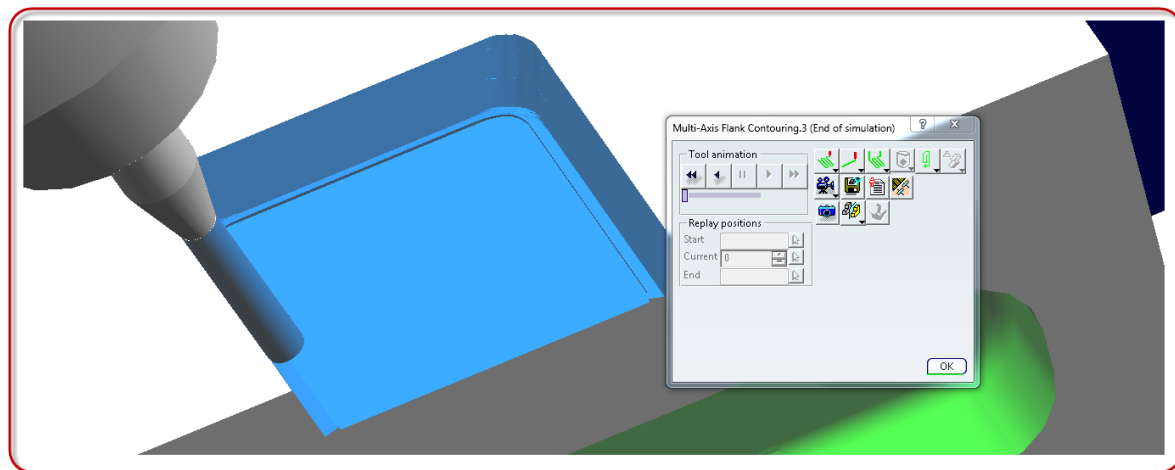 Multi-Axis Flank Contouring.3 (End of simulation)
Tool animation
Replay positions
Start
Current 0
End
OK